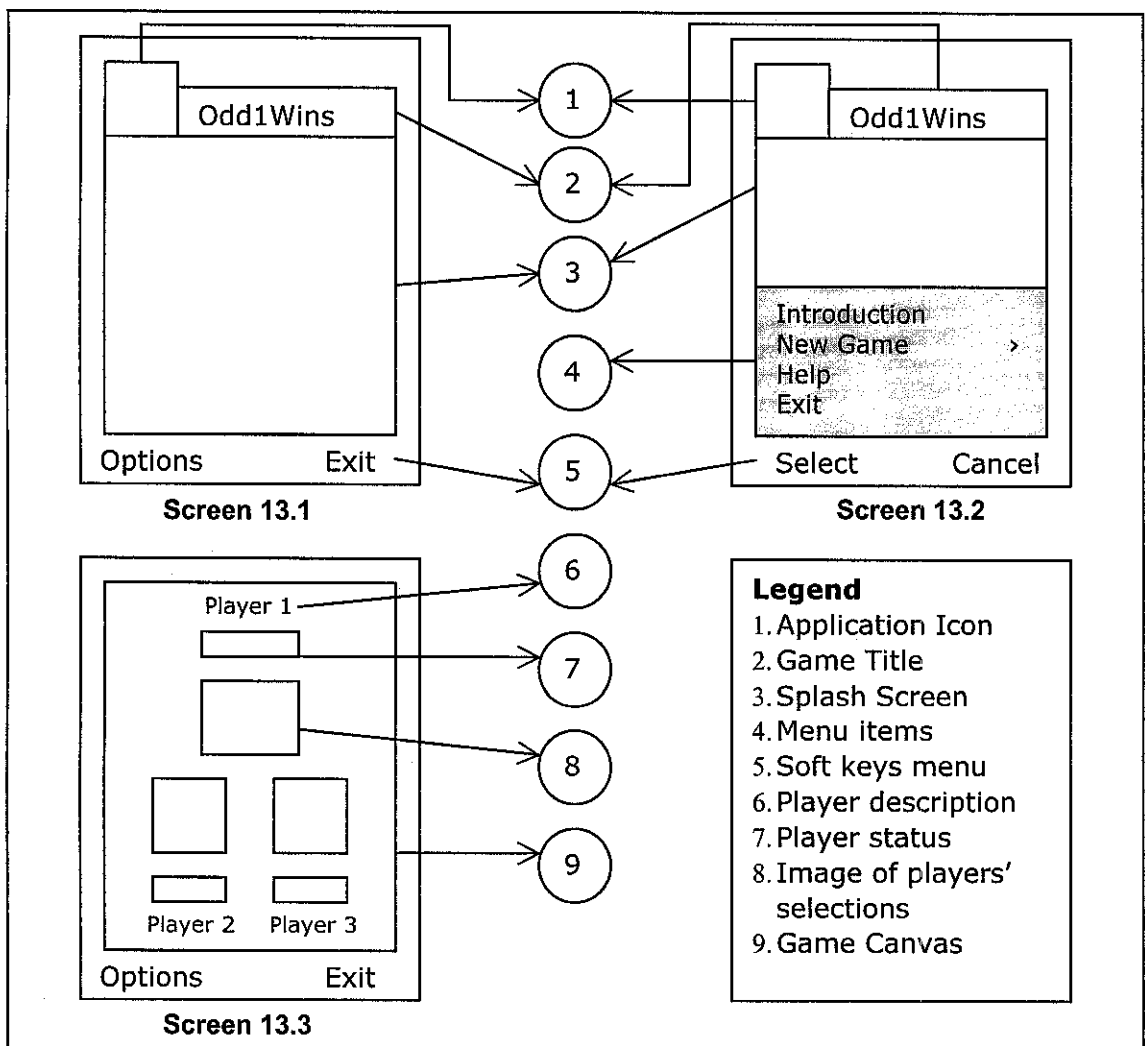 1
Odd1Wins
Odd1Wins
2
3
Introduction
New Game >
4
Help
Exit
Options Exit
5
Select Cancel
Screen 13.1
Screen 13.2
6
Player 1
7
8
9
Player 2 Player 3
Options Exit
Screen 13.3
Legend
1. Application Icon
2. Game Title
3. Splash Screen
4. Menu items
5. Soft keys menu
6. Player description
7. Player status
8. Image of players'
selections
9. Game Canvas